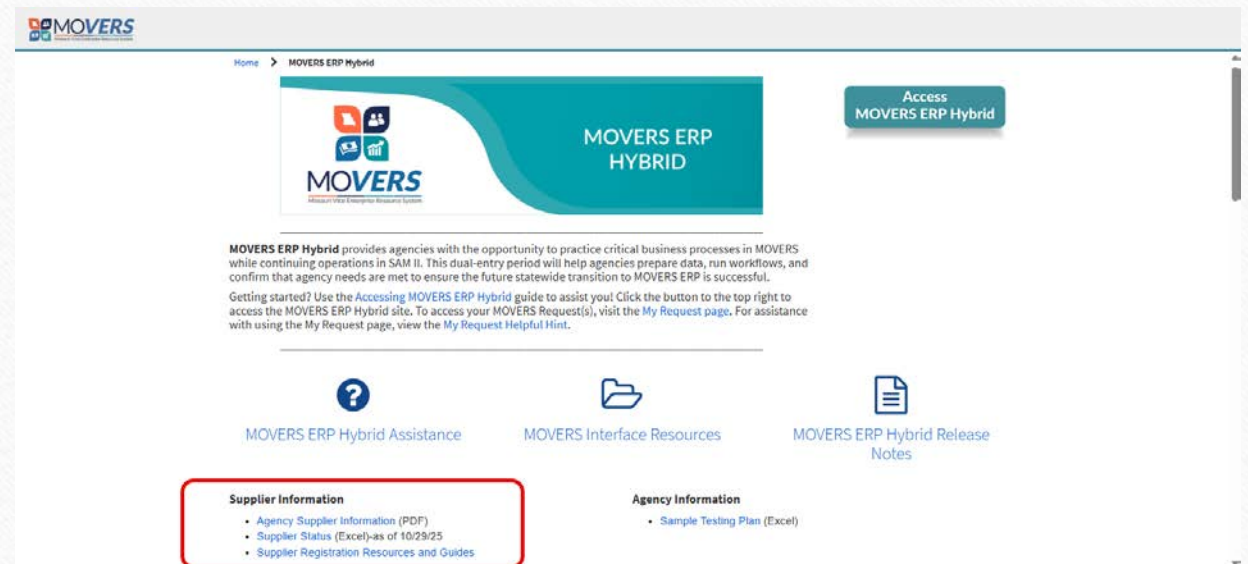 MOVERS
Home > MOVERS ERP Hybrid
MOVERS
Missouri Vital Enterprise Resource System
MOVERS ERP
HYBRID
Access
MOVERS ERP Hybrid
MOVERS ERP Hybrid provides agencies with the opportunity to practice critical business processes in MOVERS
while continuing operations in SAM II. This dual-entry period will help agencies prepare data, run workflows, and
confirm that agency needs are met to ensure the future statewide transition to MOVERS ERP is successful.
Getting started? Use the Accessing MOVERS ERP Hybrid guide to assist you! Click the button to the top right to
access the MOVERS ERP Hybrid site. To access your MOVERS Request(s), visit the My Request page. For assistance
with using the My Request page, view the My Request Helpful Hint.
MOVERS ERP Hybrid Assistance
MOVERS Interface Resources
MOVERS ERP Hybrid Release
Notes
Supplier Information
• Agency Supplier Information (PDF)
• Supplier Status (Excel)-as of 10/29/25
• Supplier Registration Resources and Guides
Agency Information
• Sample Testing Plan (Excel)